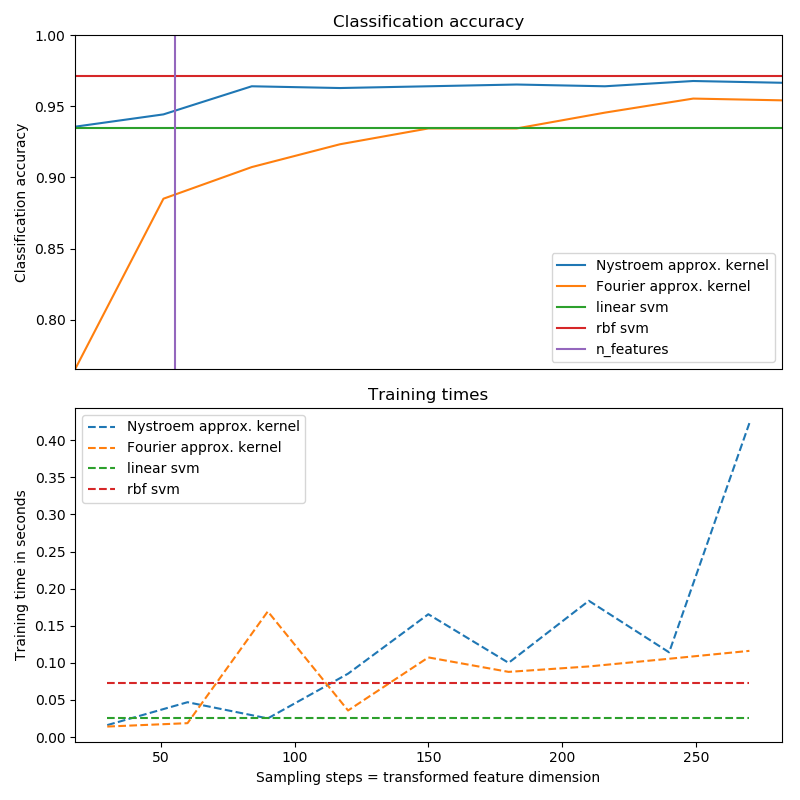 Classification accuracy
1.00
0.95
0.90
0.85
0.80
Classification accuracy
Nystroem approx. kernel
Fourier approx. kernel
linear svm
rbf svm
n_features
Training times
0.40
0.35
0.30
0.25
0.20
0.15
0.10
0.05
0.00
Training time in seconds
Nystroem approx. kernel
Fourier approx. kernel
linear svm
rbf svm
50 100 150 200 250
Sampling steps = transformed feature dimension